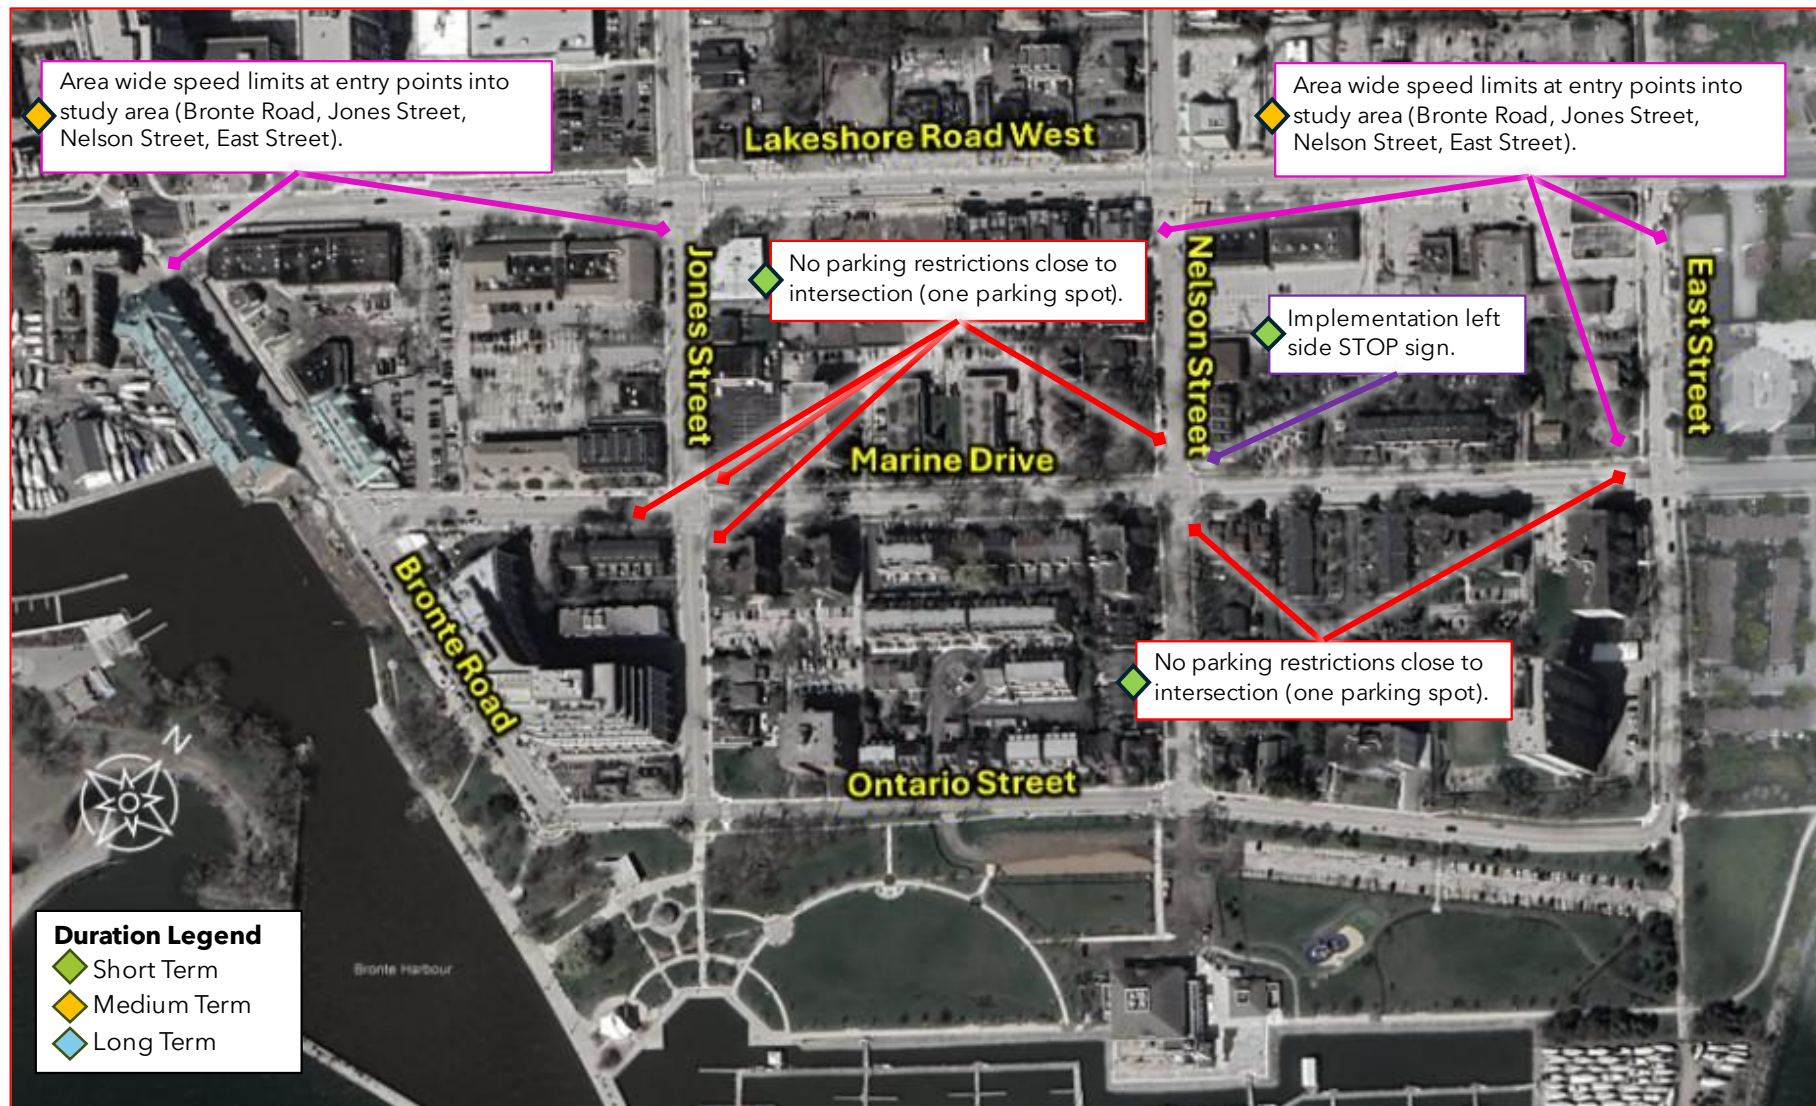 Area wide speed limits at entry points into
study area (Bronte Road, Jones Street,
Nelson Street, East Street).
Area wide speed limits at entry points into
study area (Bronte Road, Jones Street,
Nelson Street, East Street).
Lakeshore Road West
No parking restrictions close to
intersection (one parking spot).
Jones Street
Nelson Street
East Street
Implementation left
side STOP sign.
Marine Drive
Bronte Road
No parking restrictions close to
intersection (one parking spot).
N
Ontario Street
Duration Legend
Short Term
Medium Term
Long Term
Bronte Harbour